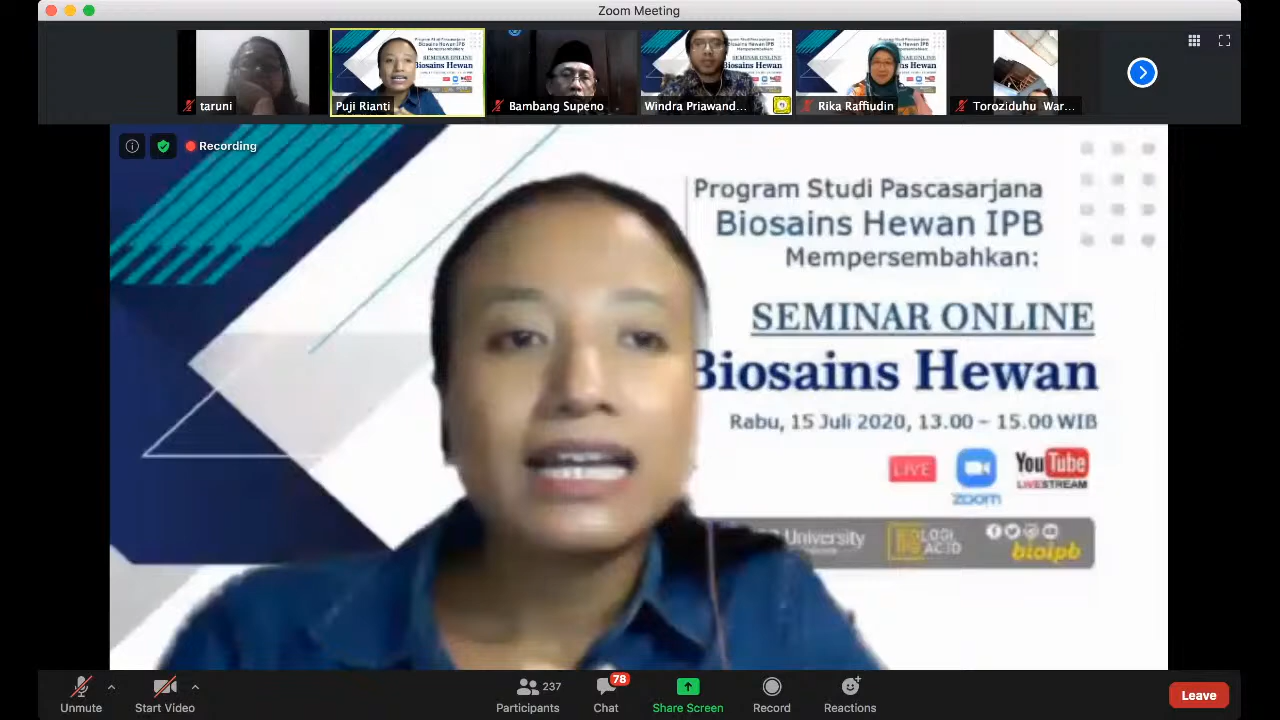 Zoom Meeting
taruni
Puji Rianti
Bambang Supeno
Windra Priawand...
Rika Raffiudin
Toroziduhu War...
Recording
Program Studi Pascasarjana
Biosains Hewan IPB
Mempersembahkan:
SEMINAR ONLINE
Biosains Hewan
Rabu, 15 Juli 2020, 13.00 – 15.00 WIB
LIVE
zoom
YouTube
LIVESTREAM
University
bioipb
Unmute
Start Video
237
Participants
78
Chat
Share Screen
Record
Reactions
Leave